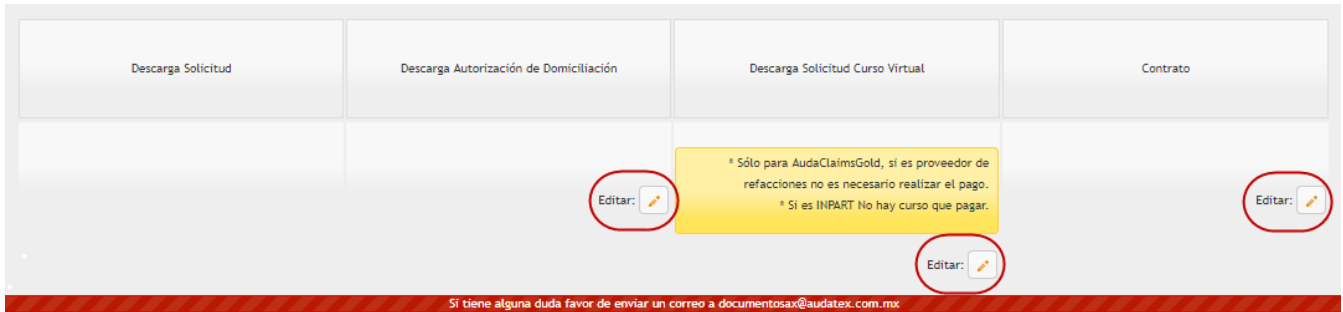 Descarga Solicitud
Descarga Autorización de Domiciliación
Descarga Solicitud Curso Virtual
Contrato
Editar:
* Sólo para AudaClaimsGold, si es proveedor de
refacciones no es necesario realizar el pago.
* Si es INPART No hay curso que pagar.
Editar:
Editar:
Sí tiene alguna duda favor de enviar un correo a documentosax@audatex.com.mx